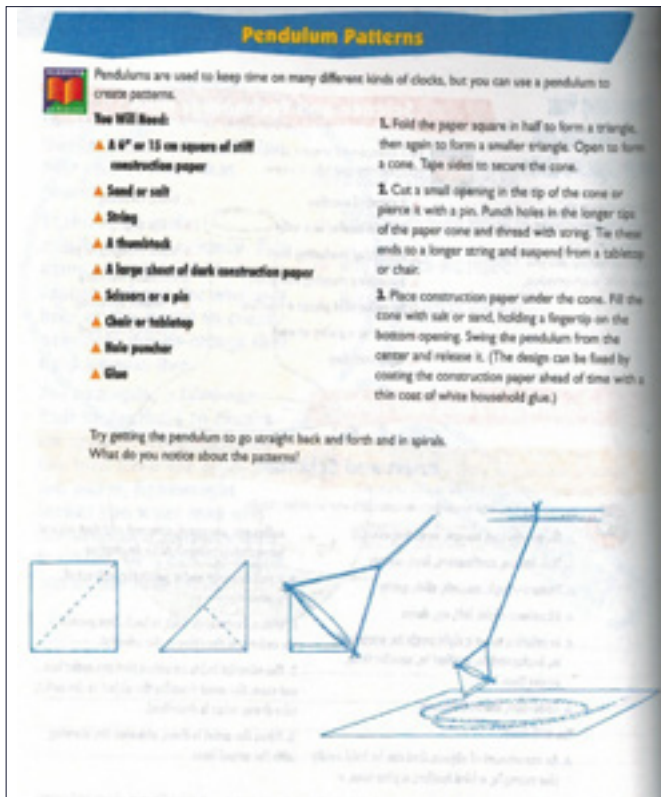 Pendulum Patterns
Pendulums are used to keep time on many different kinds of clocks, but you can use a pendulum to
create patterns.
You Will Need:
A 6" or 15 cm square of stiff
construction paper
Sand or salt
String
A thumbtack
A large sheet of dark construction paper
Scissors or a pin
Chair or tabletop
Hole puncher
Glue
1. Fold the paper square in half to form a triangle,
then again to form a smaller triangle. Open to form
a cone. Tape sides to secure the cone.
2. Cut a small opening in the tip of the cone or
pierce it with a pin. Punch holes in the longer tips
of the paper cone and thread with string. Tie these
ends to a longer string and suspend from a tabletop
or chair.
3. Place construction paper under the cone. Fill the
cone with salt or sand, holding a fingertip on the
bottom opening. Swing the pendulum from the
center and release it. (The design can be fixed by
coating the construction paper ahead of time with a
thin coat of white household glue.)
Try getting the pendulum to go straight back and forth and in spirals.
What do you notice about the patterns?